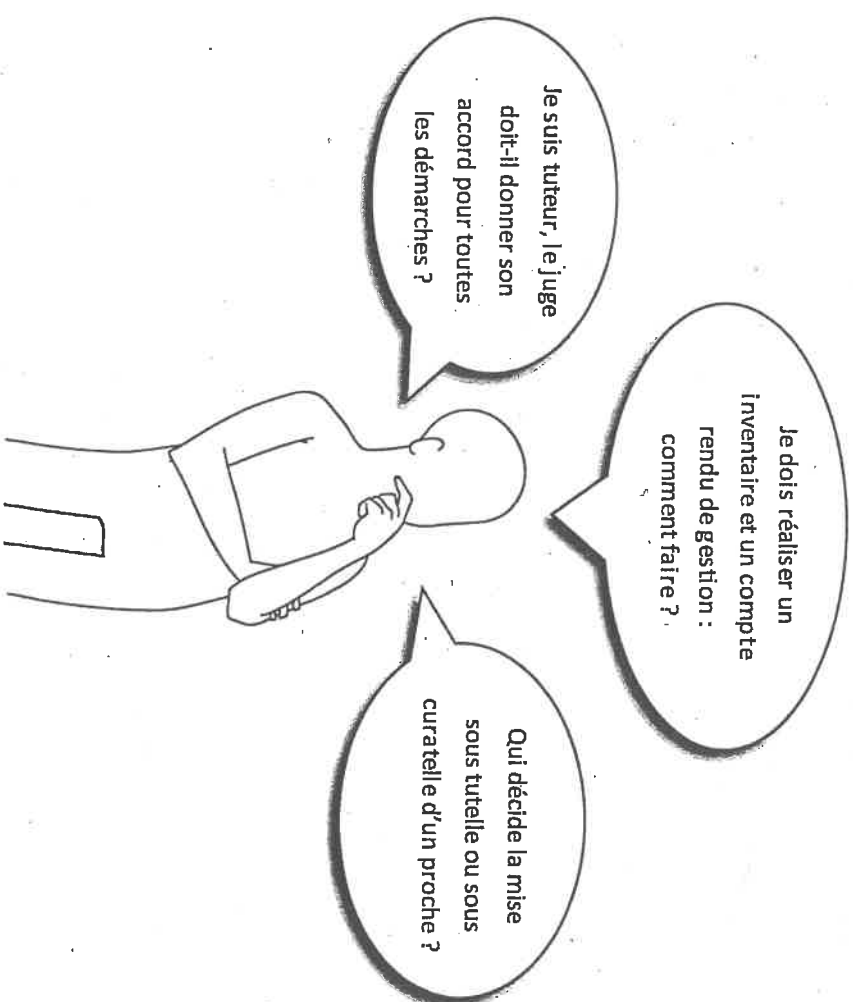 Je suis tuteur, le juge
doit-il donner son
accord pour toutes
les démarches ?
Je dois réaliser un
inventaire et un compte
rendu de gestion :
comment faire ?
Qui décide la mise
sous tutelle ou sous
curatelle d'un proche ?